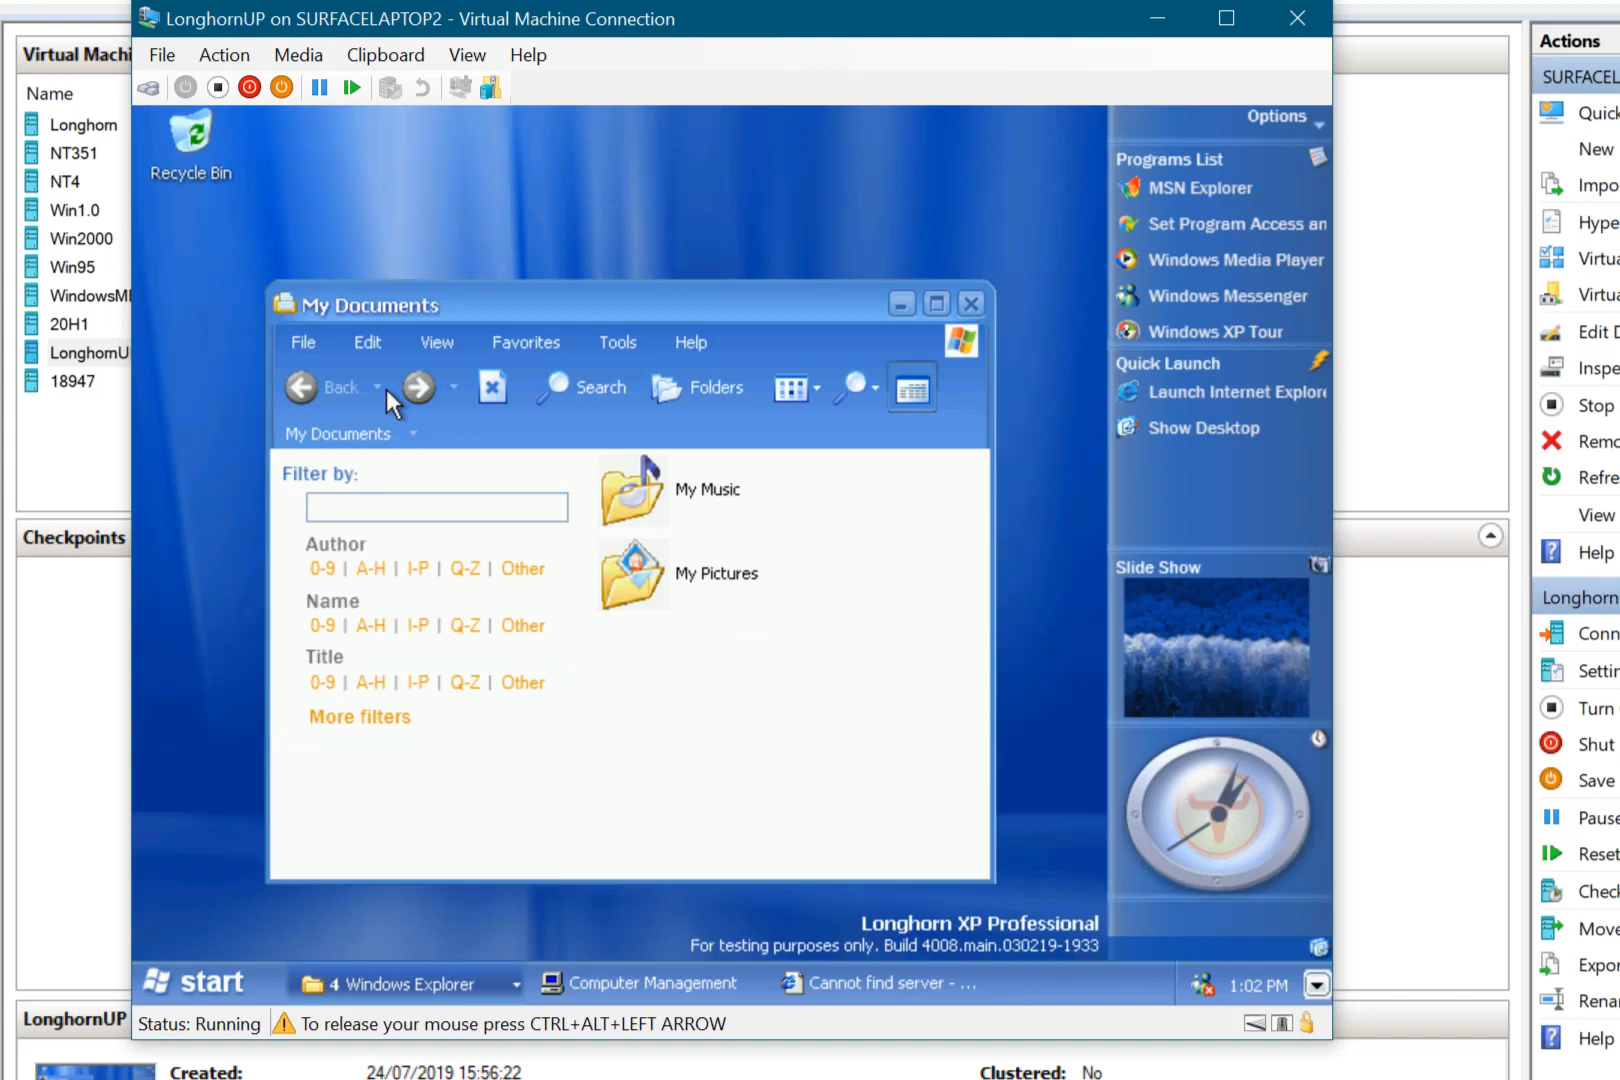 LonghornUP on SURFACELAPTOP2 - Virtual Machine Connection
File Action Media Clipboard View Help
Virtual Machi
Name
Longhorn
NT351
NT4
Win1.0
Win2000
Win95
WindowsM
20H1
LonghornU
18947
Checkpoints
LonghornUP
Recycle Bin
My Documents
File Edit View Favorites Tools Help
Back Search Folders
My Documents
Filter by:
Author
0-9 | A-H | I-P | Q-Z | Other
Name
0-9 | A-H | I-P | Q-Z | Other
Title
0-9 | A-H | I-P | Q-Z | Other
More filters
My Music
My Pictures
Options
Programs List
MSN Explorer
Set Program Access an
Windows Media Player
Windows Messenger
Windows XP Tour
Quick Launch
Launch Internet Explore
Show Desktop
Slide Show
Longhorn XP Professional
For testing purposes only. Build 4008.main.030219-1933
start 4 Windows Explorer Computer Management Cannot find server - ... 1:02 PM
Status: Running To release your mouse press CTRL+ALT+LEFT ARROW
Created: 24/07/2019 15:56:22 Clustered: No
Actions
SURFACEL
Quick
New
Impo
Hype
Virtua
Virtua
Edit D
Inspe
Stop
Remo
Refre
View
Help
Longhorn
Conn
Settin
Turn
Shut
Save
Pause
Reset
Check
Move
Expor
Rena
Help